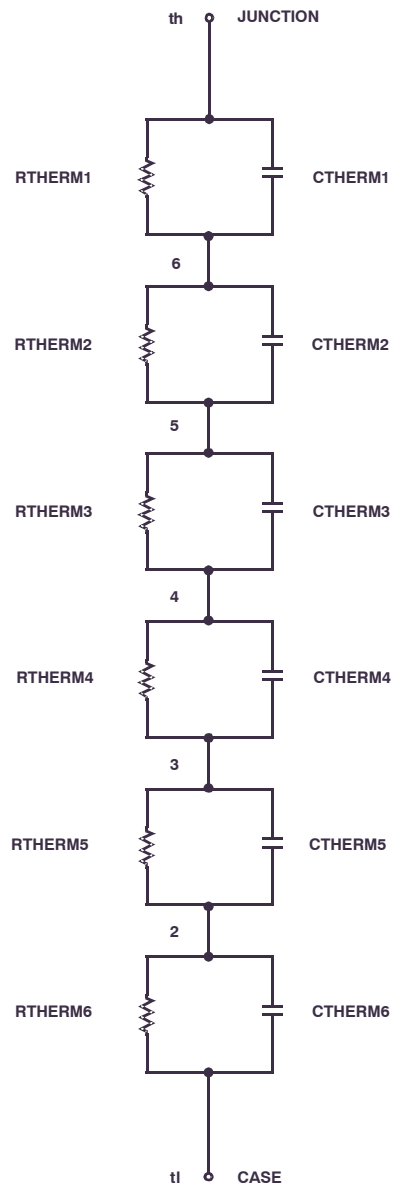 th JUNCTION
RTHERM1 CTHERM1
6
RTHERM2 CTHERM2
5
RTHERM3 CTHERM3
4
RTHERM4 CTHERM4
3
RTHERM5 CTHERM5
2
RTHERM6 CTHERM6
tl CASE